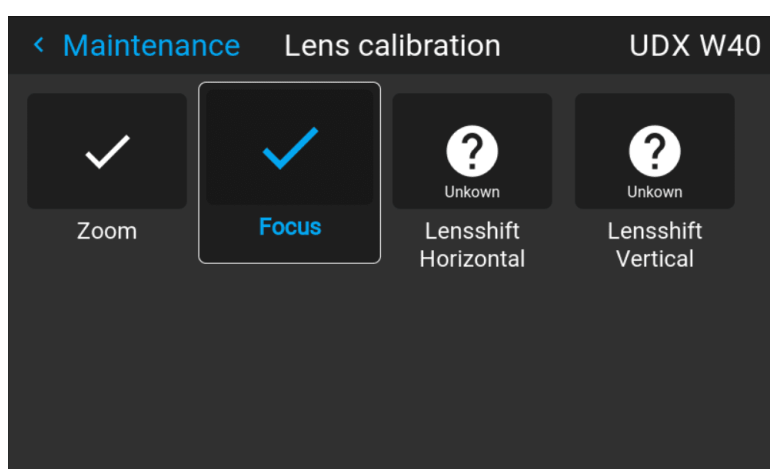 Maintenance Lens calibration UDX W40
Unkown Unkown
Zoom Focus Lensshift Horizontal Lensshift Vertical